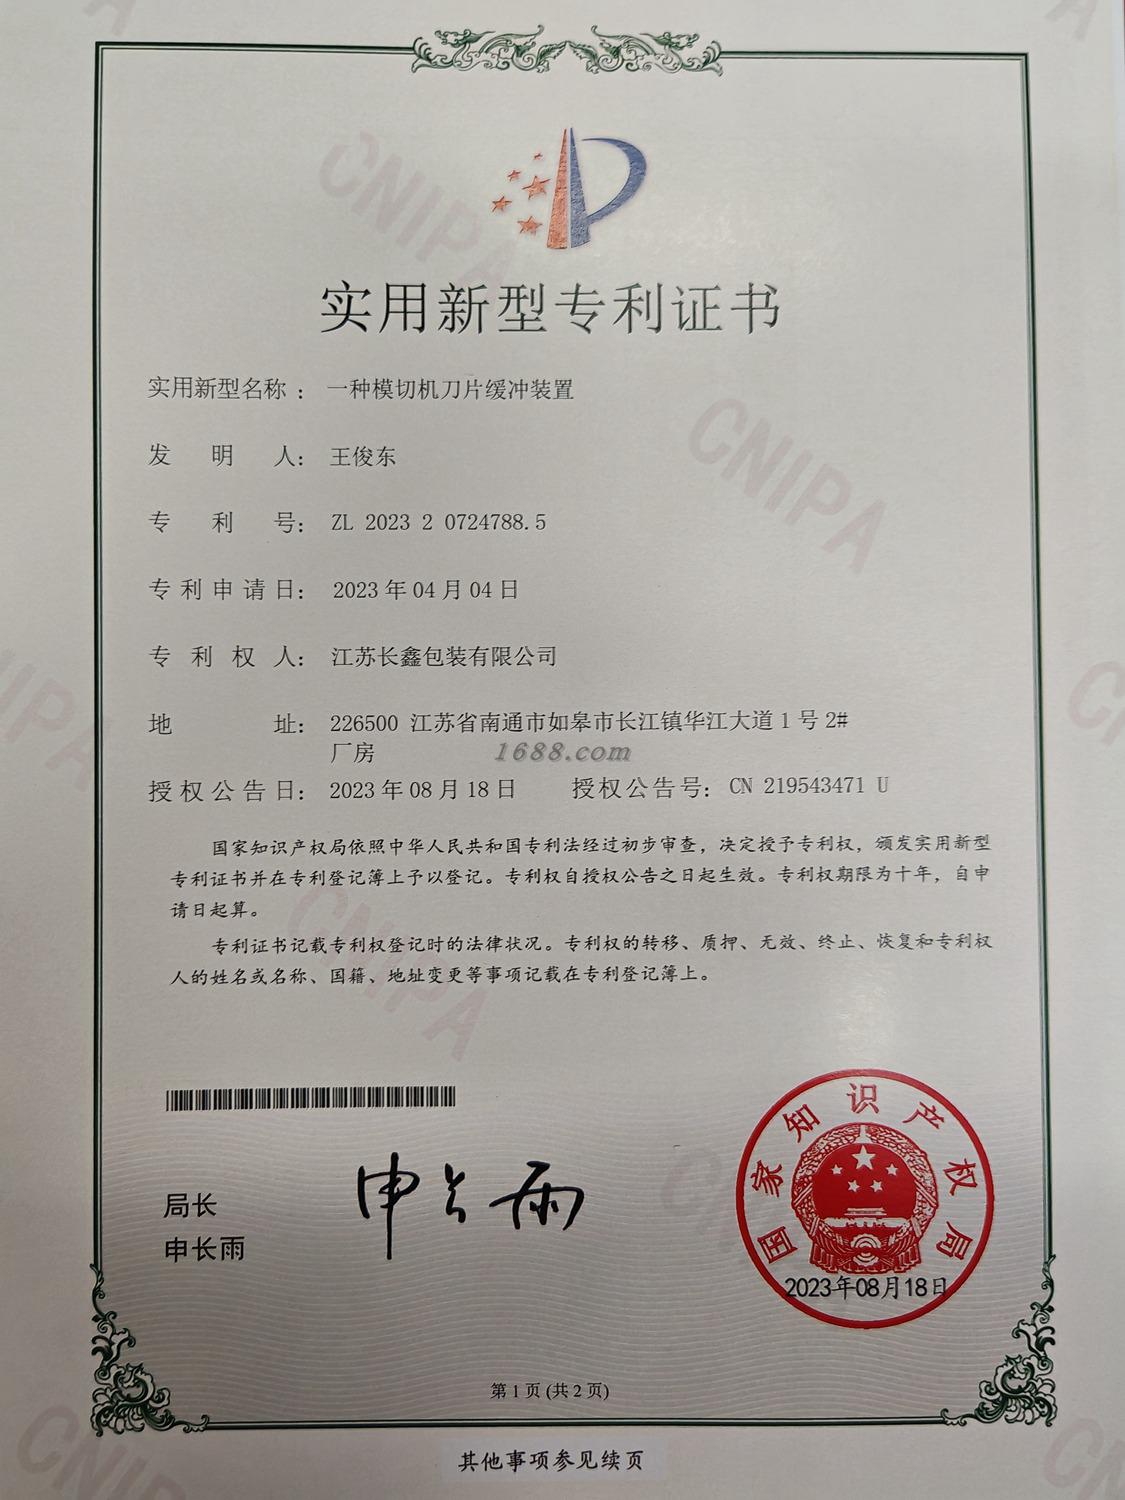 实用新型专利证书
实用新型名称：一种模切机刀片缓冲装置
发明人：王俊东
专利号：ZL 2023 2 0724788.5
专利申请日：2023年04月04日
专利权人：江苏长鑫包装有限公司
地址：226500 江苏省南通市如皋市长江镇华江大道1号2#
厂房
1688.com
授权公告日：2023年08月18日 授权公告号：CN 219543471 U
国家知识产权局依照中华人民共和国专利法经过初步审查，决定授予专利权，颁发实用新型
专利证书并在专利登记簿上予以登记。专利权自授权公告之日起生效。专利权期限为十年，自申
请日起算。
专利证书记载专利权登记时的法律状况。专利权的转移、质押、无效、终止、恢复和专利权
人的姓名或名称、国籍、地址变更等事项记载在专利登记簿上。
局长
申长雨
申长雨
国家知识产权局
2023年08月18日
第1页(共2页)
其他事项参见续页
CNIPA
CNIPA
CNIPA
CNIPA